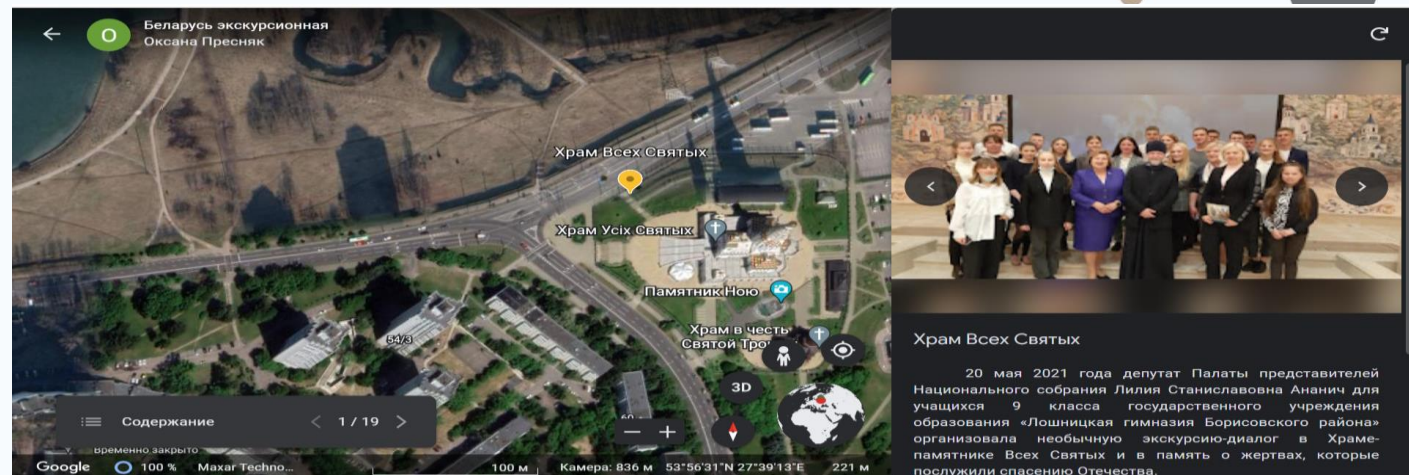 Беларусь экскурсионная
Оксана Пресняк
Храм Всех Святых
Храм Усіх Святых
Памятник Ною
Храм в честь
Святой
54/3
3D
Содержание
1 / 19
Временно закрыто
Google
100 %
Maxar Techno...
100 м
Камера: 836 м
53°56'31"N 27°39'13"E
221 м
Храм Всех Святых
20 мая 2021 года депутат Палаты представителей
Национального собрания Лилия Станиславовна Ананич для
учащихся 9 класса государственного учреждения
образования «Лошницкая гимназия Борисовского района»
организовала необычную экскурсию-диалог в Храме-
памятнике Всех Святых и в память о жертвах, которые
послужили спасению Отечества.